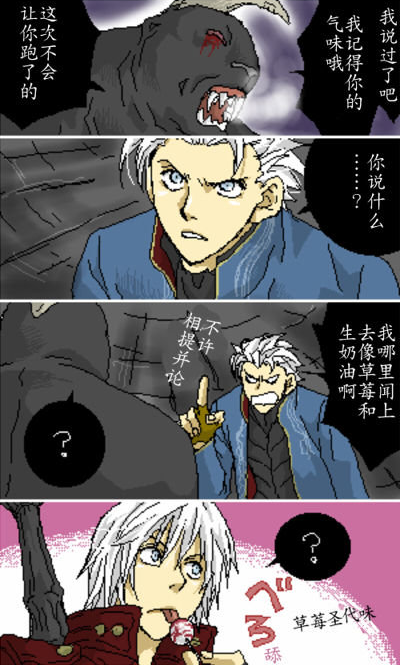 我说过了吧
我记得你的
气味哦
这次不会
让你跑了的
你说什么
……？
我哪里闻上
去像草莓和
生奶油啊
不许
相提并论
？
？
べろ
舔
草莓圣代味